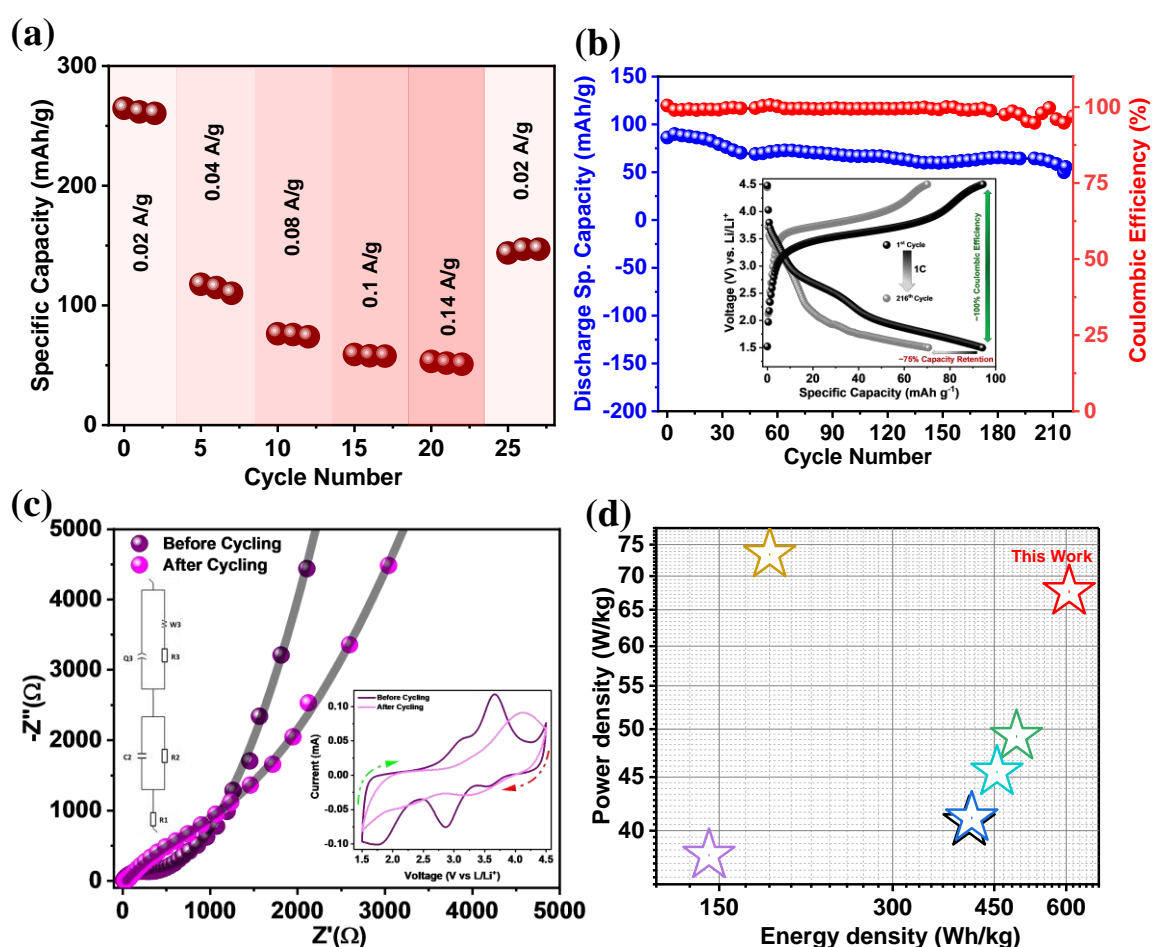 (a)
300
200
100
0
Specific Capacity (mAh/g)
0.02 A/g
0.04 A/g
0.08 A/g
0.1 A/g
0.14 A/g
0.02 A/g
0 5 10 15 20 25
Cycle Number
(b)
150
100
50
0
-50
-100
-150
-200
Discharge Sp. Capacity (mAh/g)
100
75
50
25
0
Coulombic Efficiency (%)
0 30 60 90 120 150 180 210
Cycle Number
4.5
4.0
3.5
3.0
2.5
2.0
1.5
Voltage (V) vs. Li/Li⁺
1st Cycle
1C
216th Cycle
~100% Coulombic Efficiency
~75% Capacity Retention
0 20 40 60 80 100
Specific Capacity (mAh g⁻¹)
(c)
5000
4000
3000
2000
1000
0
-Z''(Ω)
Before Cycling
After Cycling
W3
Q3
R3
C2
R2
R1
0 1000 2000 3000 4000 5000
Z'(Ω)
0.10
0.05
0.00
-0.05
-0.10
Current (mA)
Before Cycling
After Cycling
1.5 2.0 2.5 3.0 3.5 4.0 4.5
Voltage (V vs Li/Li⁺)
(d)
75
70
65
60
55
50
45
40
Power density (W/kg)
This Work
150 300 450 600
Energy density (Wh/kg)